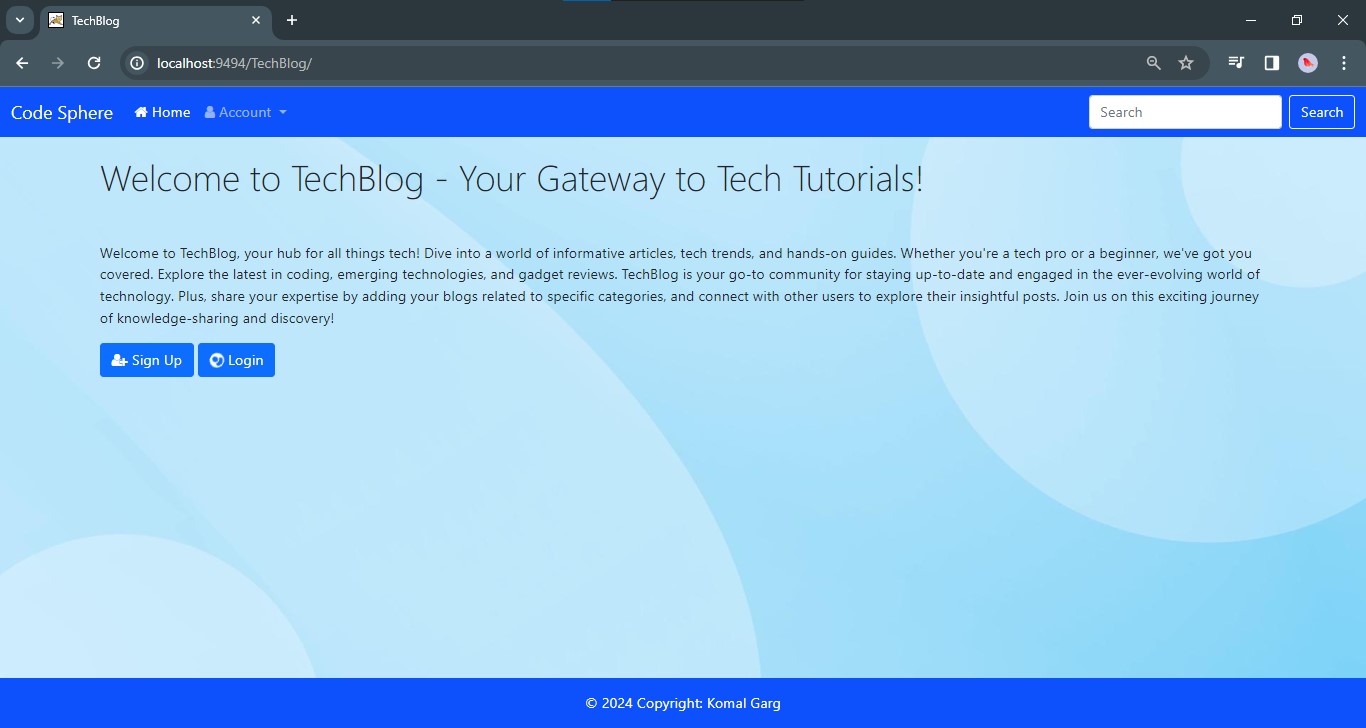 TechBlog
localhost:9494/TechBlog/
Code Sphere Home Account Search Search
Welcome to TechBlog - Your Gateway to Tech Tutorials!
Welcome to TechBlog, your hub for all things tech! Dive into a world of informative articles, tech trends, and hands-on guides. Whether you're a tech pro or a beginner, we've got you
covered. Explore the latest in coding, emerging technologies, and gadget reviews. TechBlog is your go-to community for staying up-to-date and engaged in the ever-evolving world of
technology. Plus, share your expertise by adding your blogs related to specific categories, and connect with other users to explore their insightful posts. Join us on this exciting journey
of knowledge-sharing and discovery!
Sign Up Login
© 2024 Copyright: Komal Garg